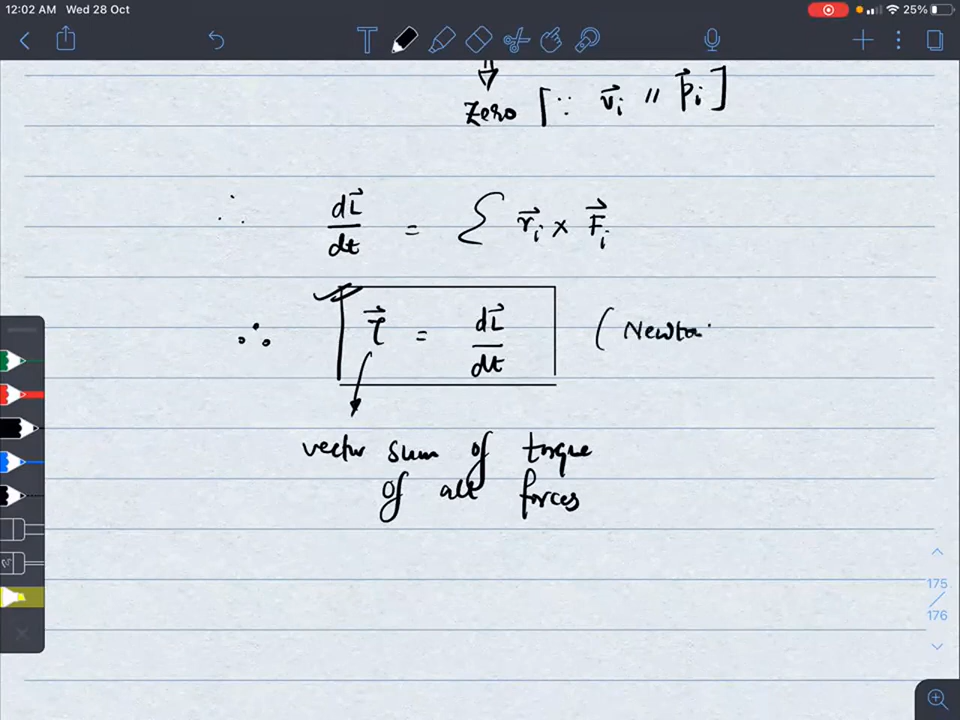 12:02 AM Wed 28 Oct
25%
T
Zero [∵ v⃗ᵢ // p⃗ᵢ]
∴ dL⃗/dt = Σ r⃗ᵢ × F⃗ᵢ
∴ τ⃗ = dL⃗/dt (Newto
vector sum of torque
of all forces
175
/
176